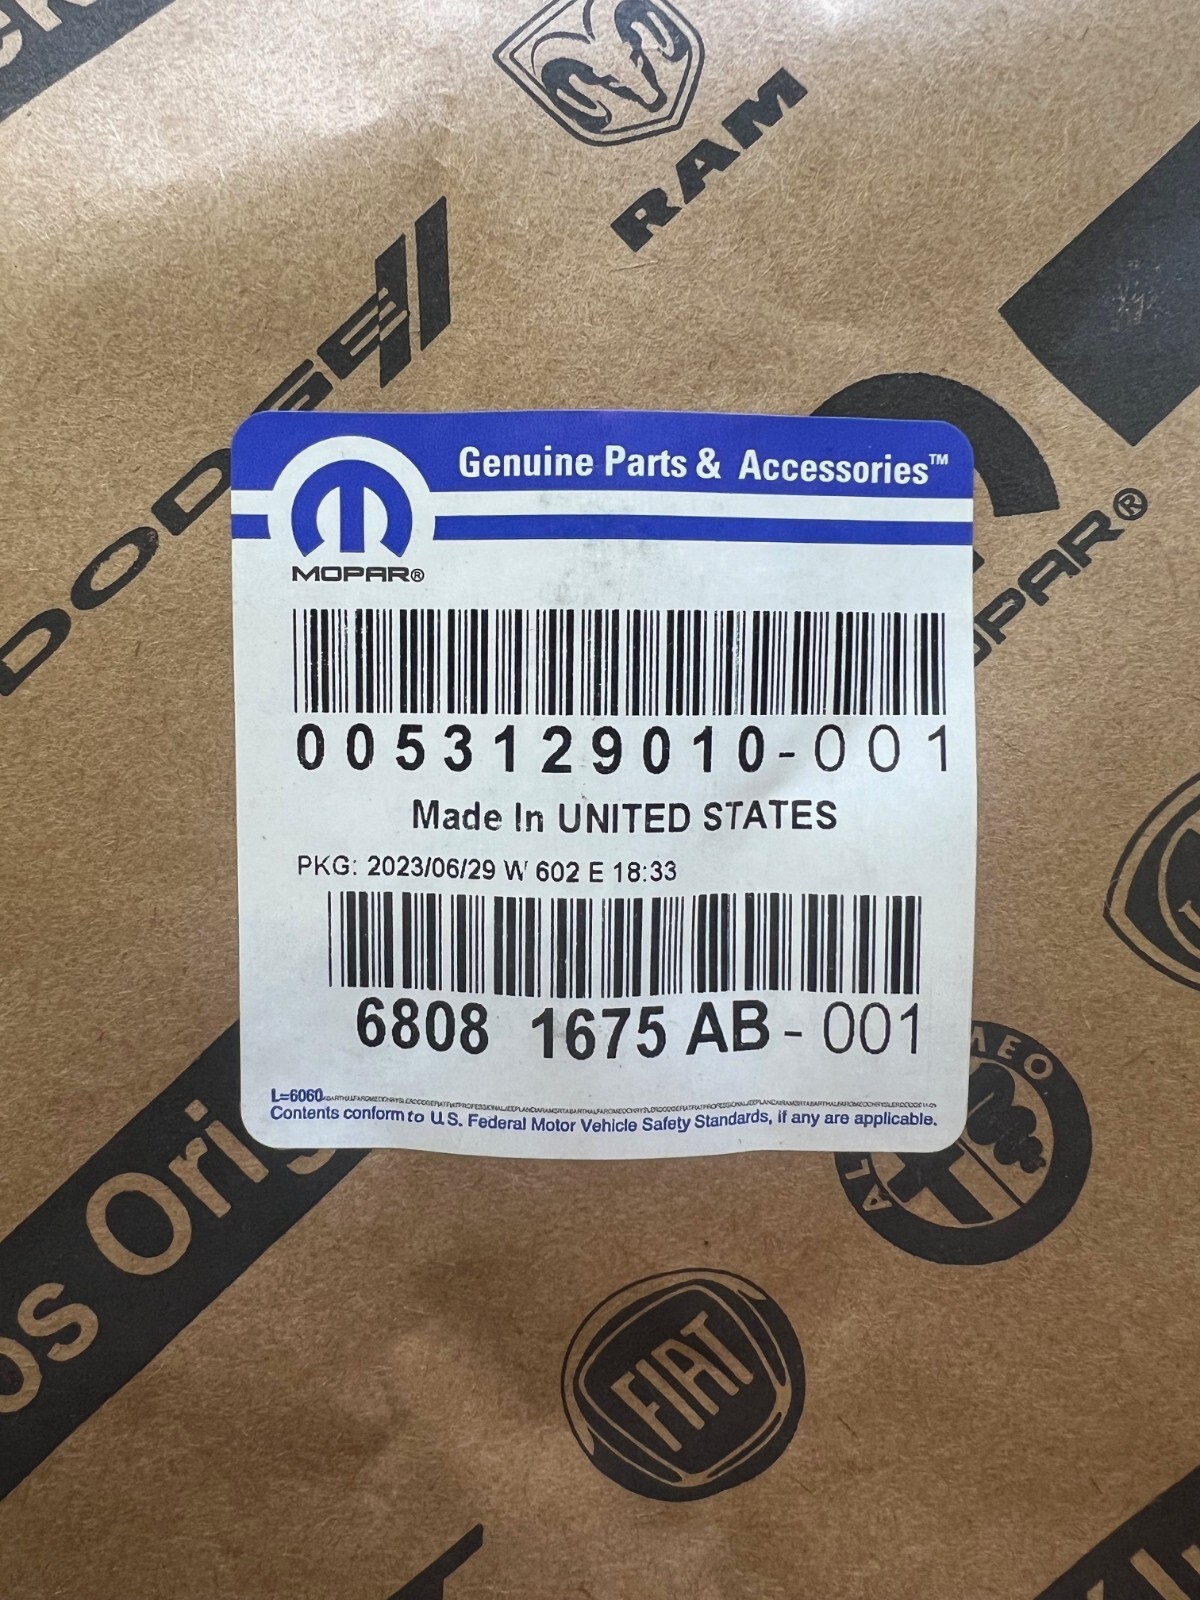 RAM
DODGE
Genuine Parts & Accessories™
MOPAR®
MOPAR®
0053129010-001
Made In UNITED STATES
PKG: 2023/06/29 W 602 E 18:33
6808 1675 AB - 001
L=6060
Contents conform to U.S. Federal Motor Vehicle Safety Standards, if any are applicable.
os Orig
FIAT